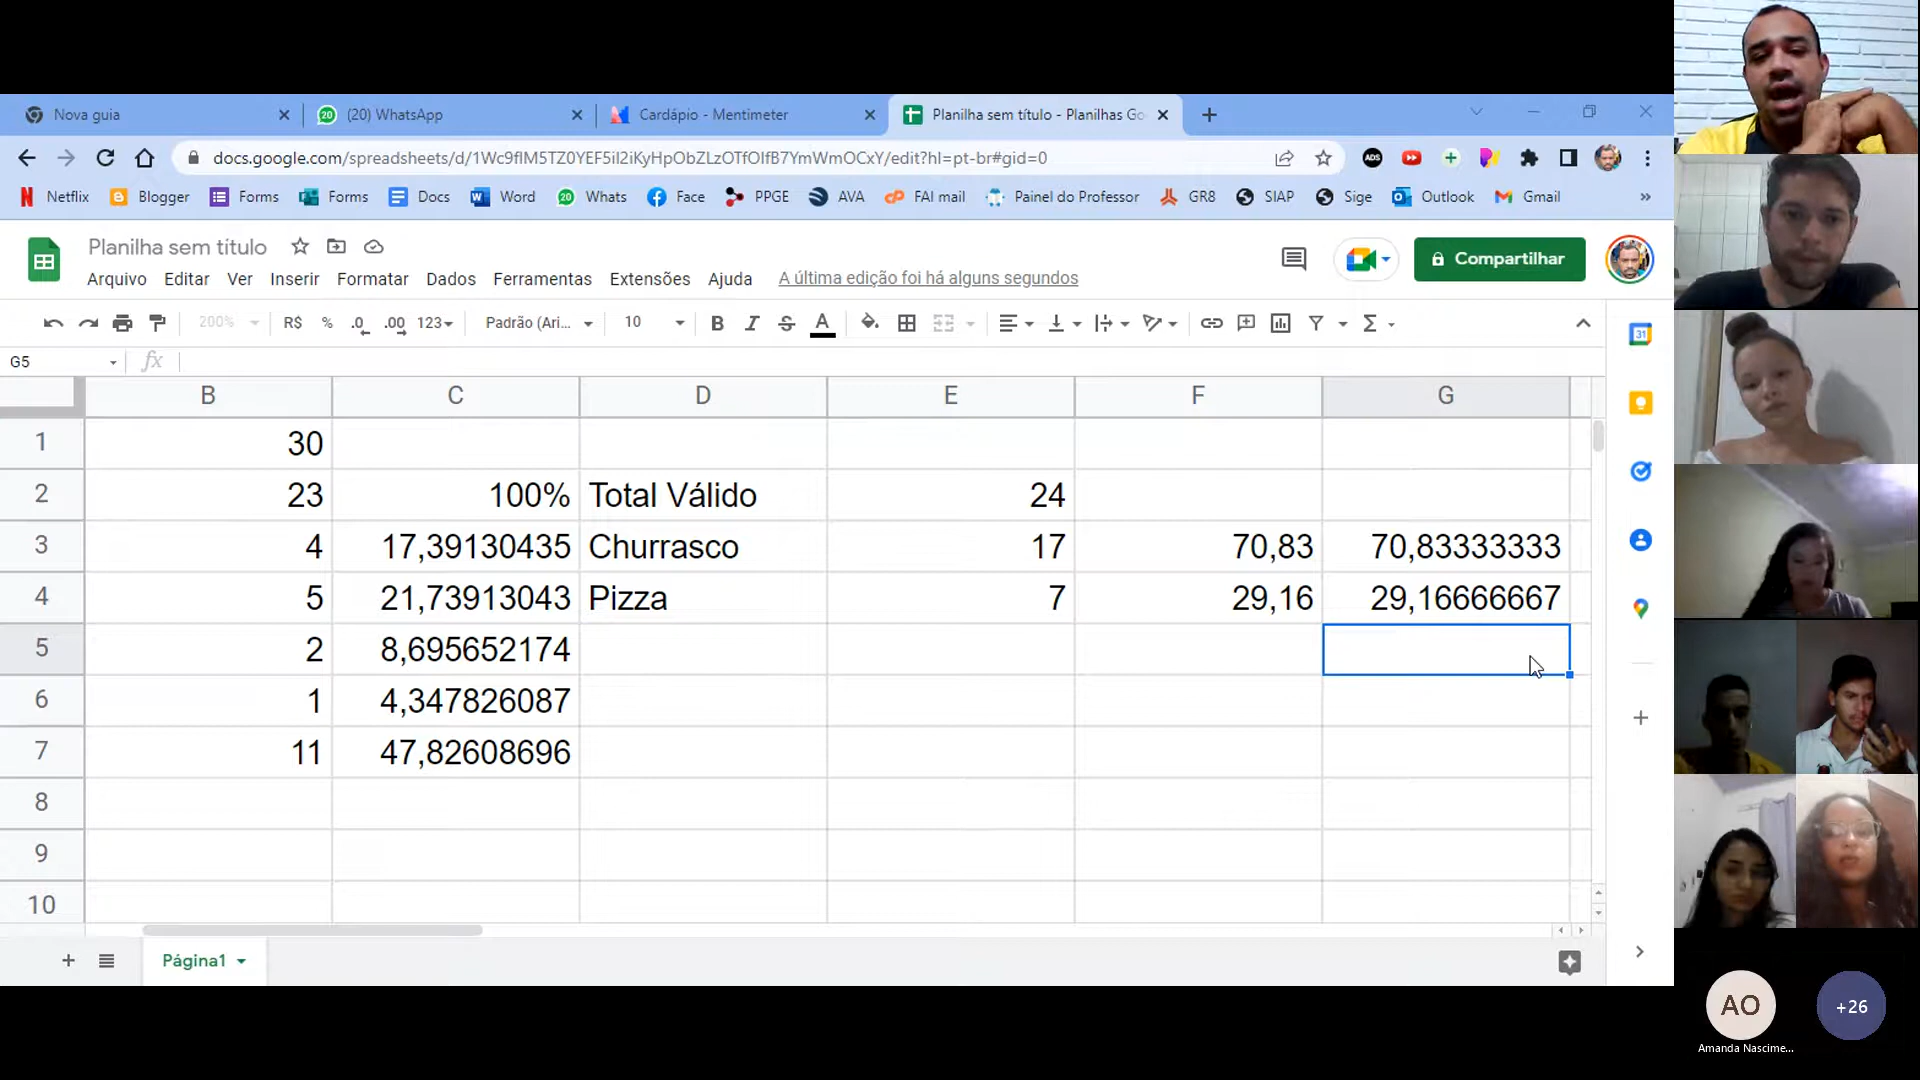 Nova guia
20
(20) WhatsApp
Cardápio - Mentimeter
Planilha sem título - Planilhas Go
docs.google.com/spreadsheets/d/1Wc9flM5TZ0YEF5iI2iKyHpObZLzOTfOIfB7YmWmOCxY/edit?hl=pt-br#gid=0
ADS
Netflix
Blogger
Forms
Forms
Docs
Word
20
Whats
Face
PPGE
AVA
FAI mail
Painel do Professor
GR8
SIAP
Sige
Outlook
Gmail
»
Planilha sem título
Arquivo Editar Ver Inserir Formatar Dados Ferramentas Extensões Ajuda
A última edição foi há alguns segundos
Compartilhar
200% R$ % .0 .00 123 Padrão (Ari... 10 B I S A Σ
31
G5 fx
B C D E F G
1 30
2 23 100% Total Válido 24
3 4 17,39130435 Churrasco 17 70,83 70,83333333
4 5 21,73913043 Pizza 7 29,16 29,16666667
5 2 8,695652174
6 1 4,347826087
7 11 47,82608696
8
9
10
Página1
AO
+26
Amanda Nascime...